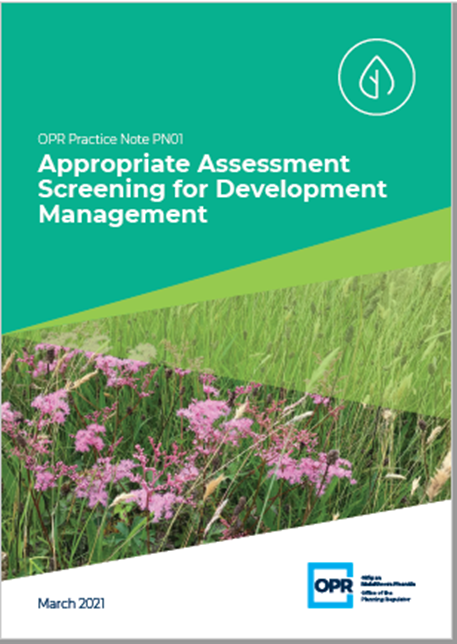 OPR Practice Note PN01
Appropriate Assessment
Screening for Development
Management
OPR
Office of the
Planning Regulator
March 2021